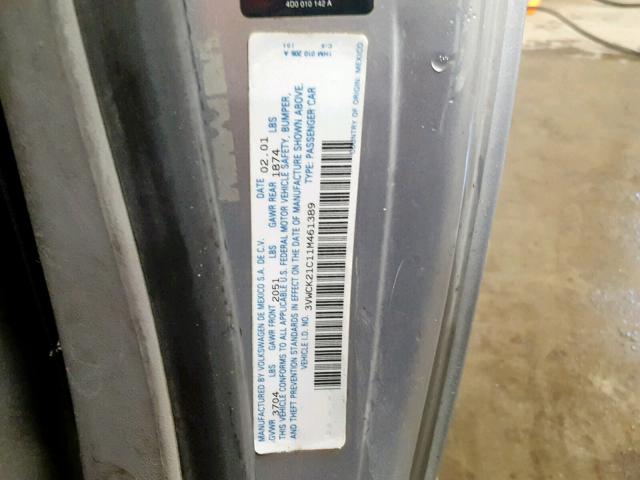 4D0 010 142 A
1HM 010 206 A
MANUFACTURED BY VOLKSWAGEN DE MEXICO S.A. DE C.V. DATE 02.01
GVWR 3704 LBS GAWR FRONT 2051 LBS GAWR REAR 1874 LBS
THIS VEHICLE CONFORMS TO ALL APPLICABLE U.S. FEDERAL MOTOR VEHICLE SAFETY, BUMPER,
AND THEFT PREVENTION STANDARDS IN EFFECT ON THE DATE OF MANUFACTURE SHOWN ABOVE.
VEHICLE I.D. NO. 3VWCK21C11M461389 TYPE: PASSENGER CAR
COUNTRY OF ORIGIN: MEXICO